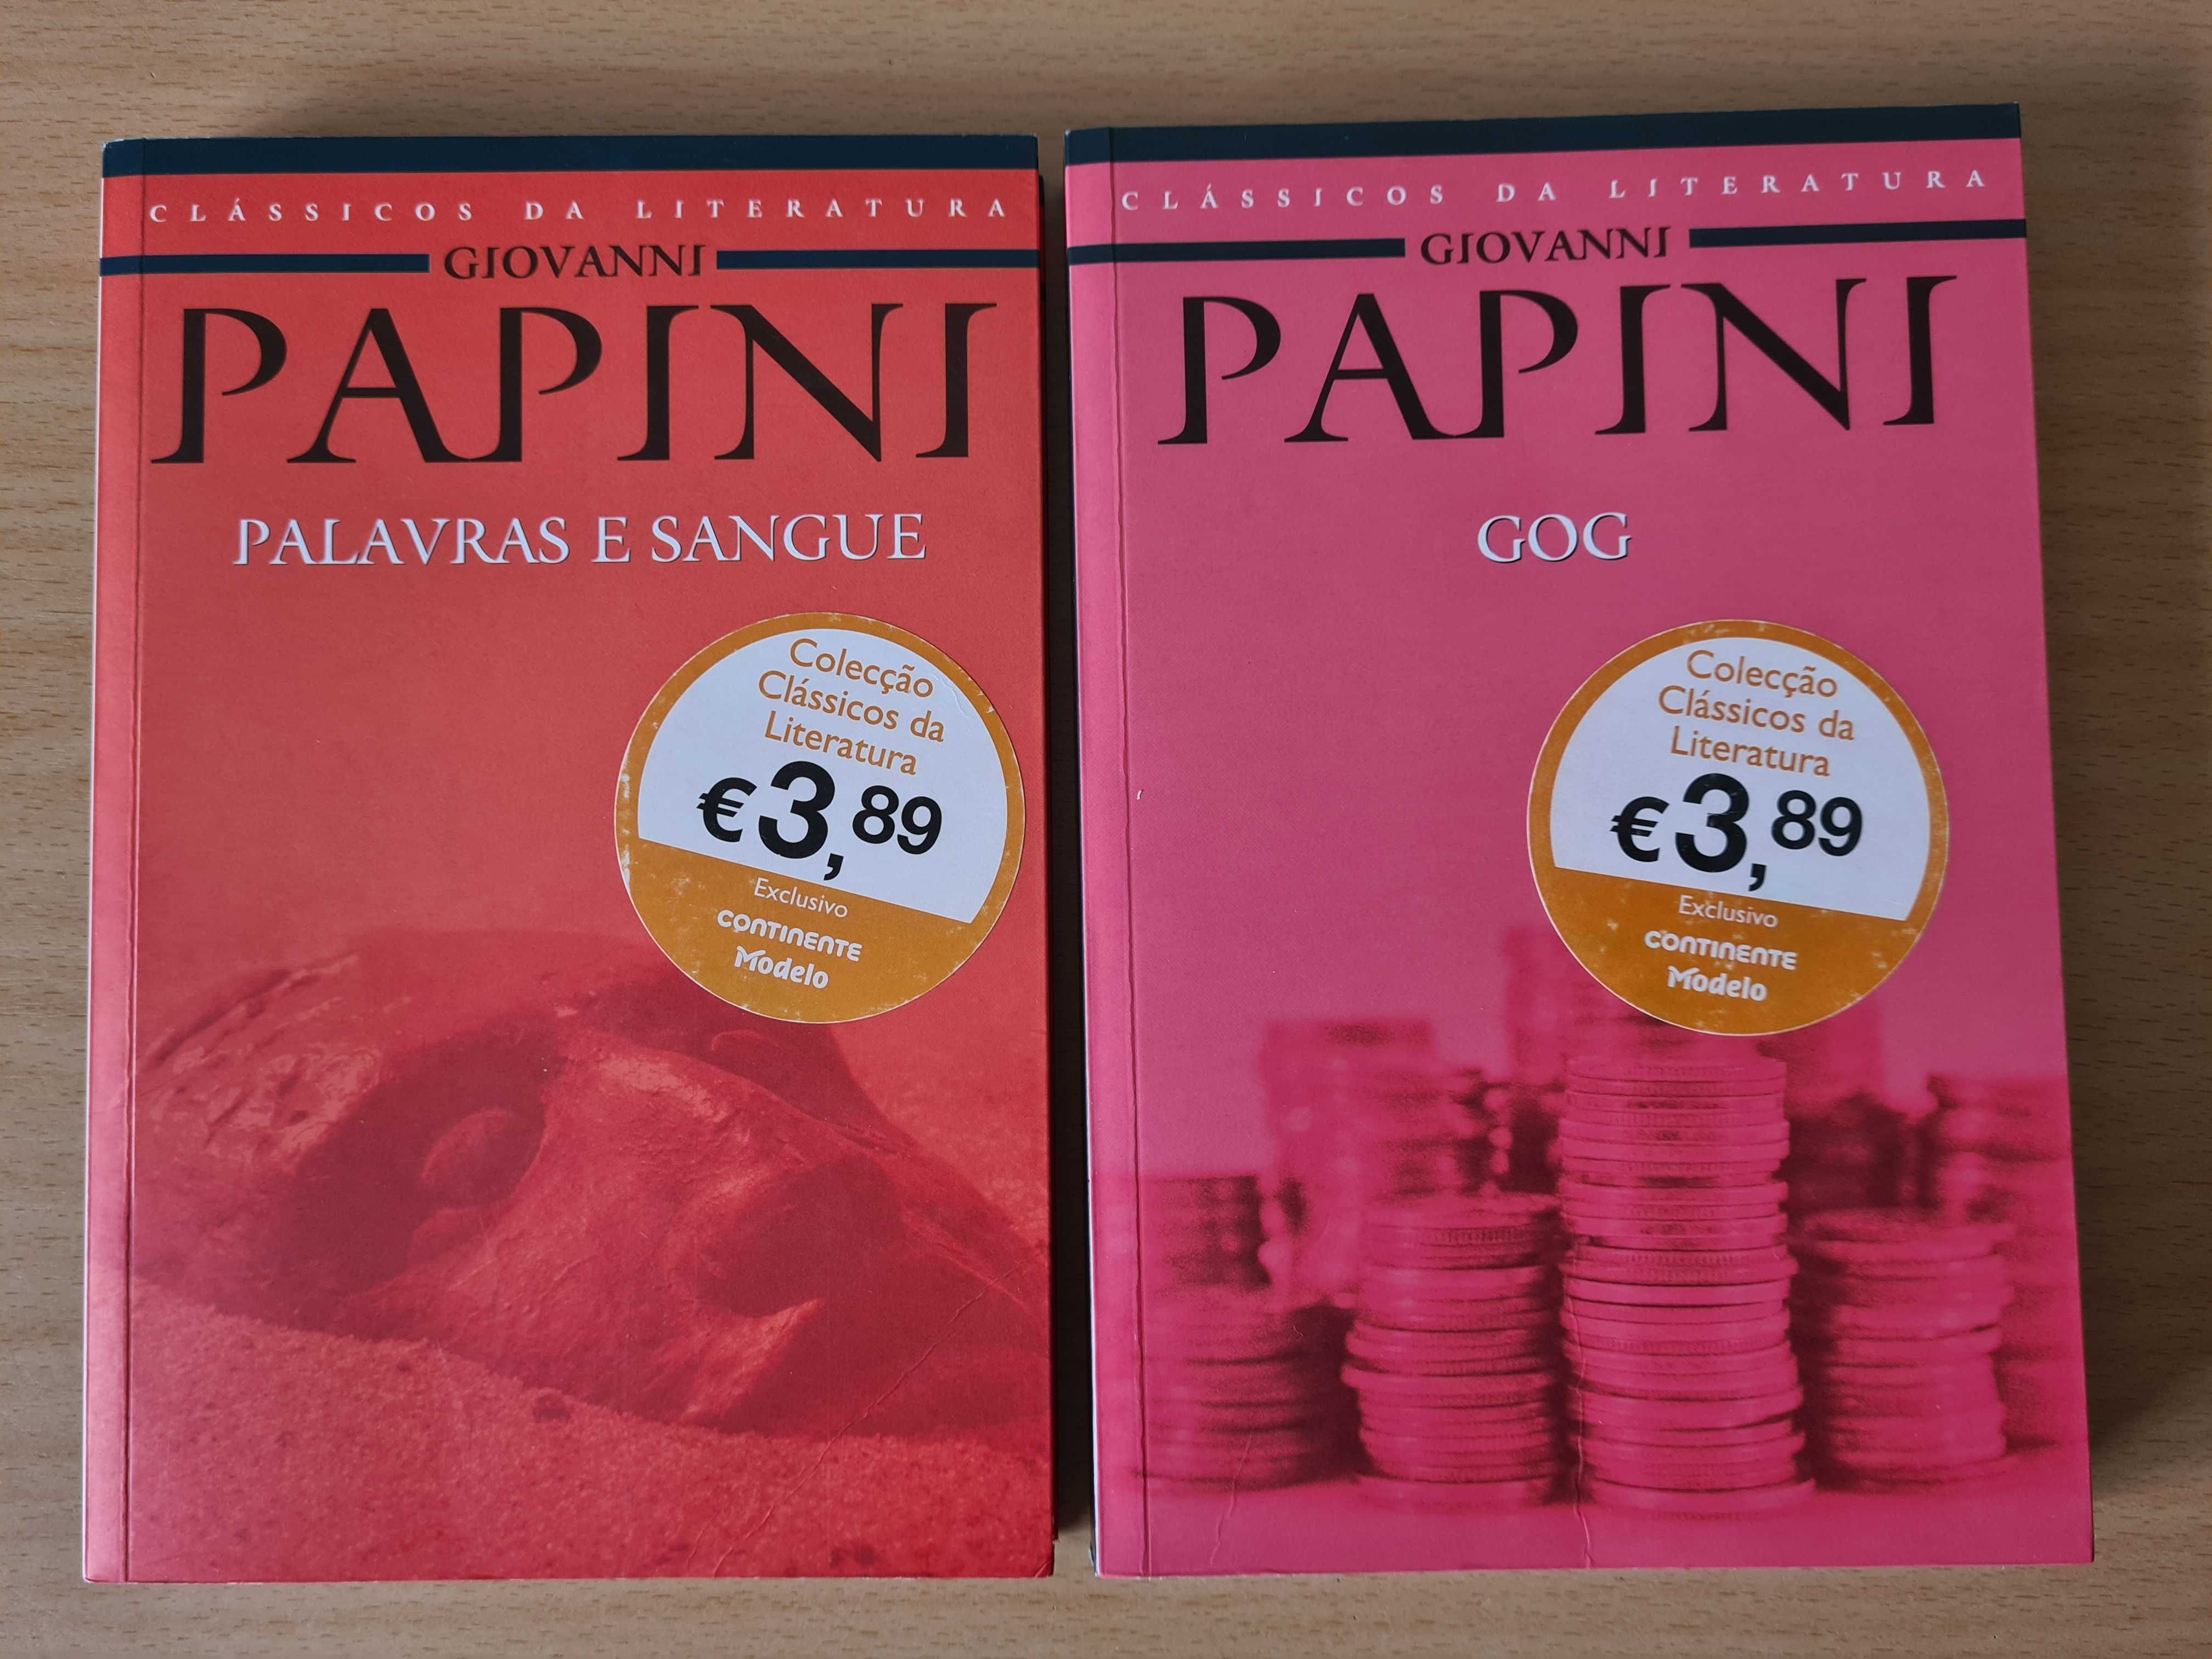 CLÁSSICOS DA LITERATURA
GIOVANNI
PAPINI
PALAVRAS E SANGUE
Colecção
Clássicos da
Literatura
€3,89
Exclusivo
CONTINENTE
Modelo
CLÁSSICOS DA LITERATURA
GIOVANNI
PAPINI
GOG
Colecção
Clássicos da
Literatura
€3,89
Exclusivo
CONTINENTE
Modelo